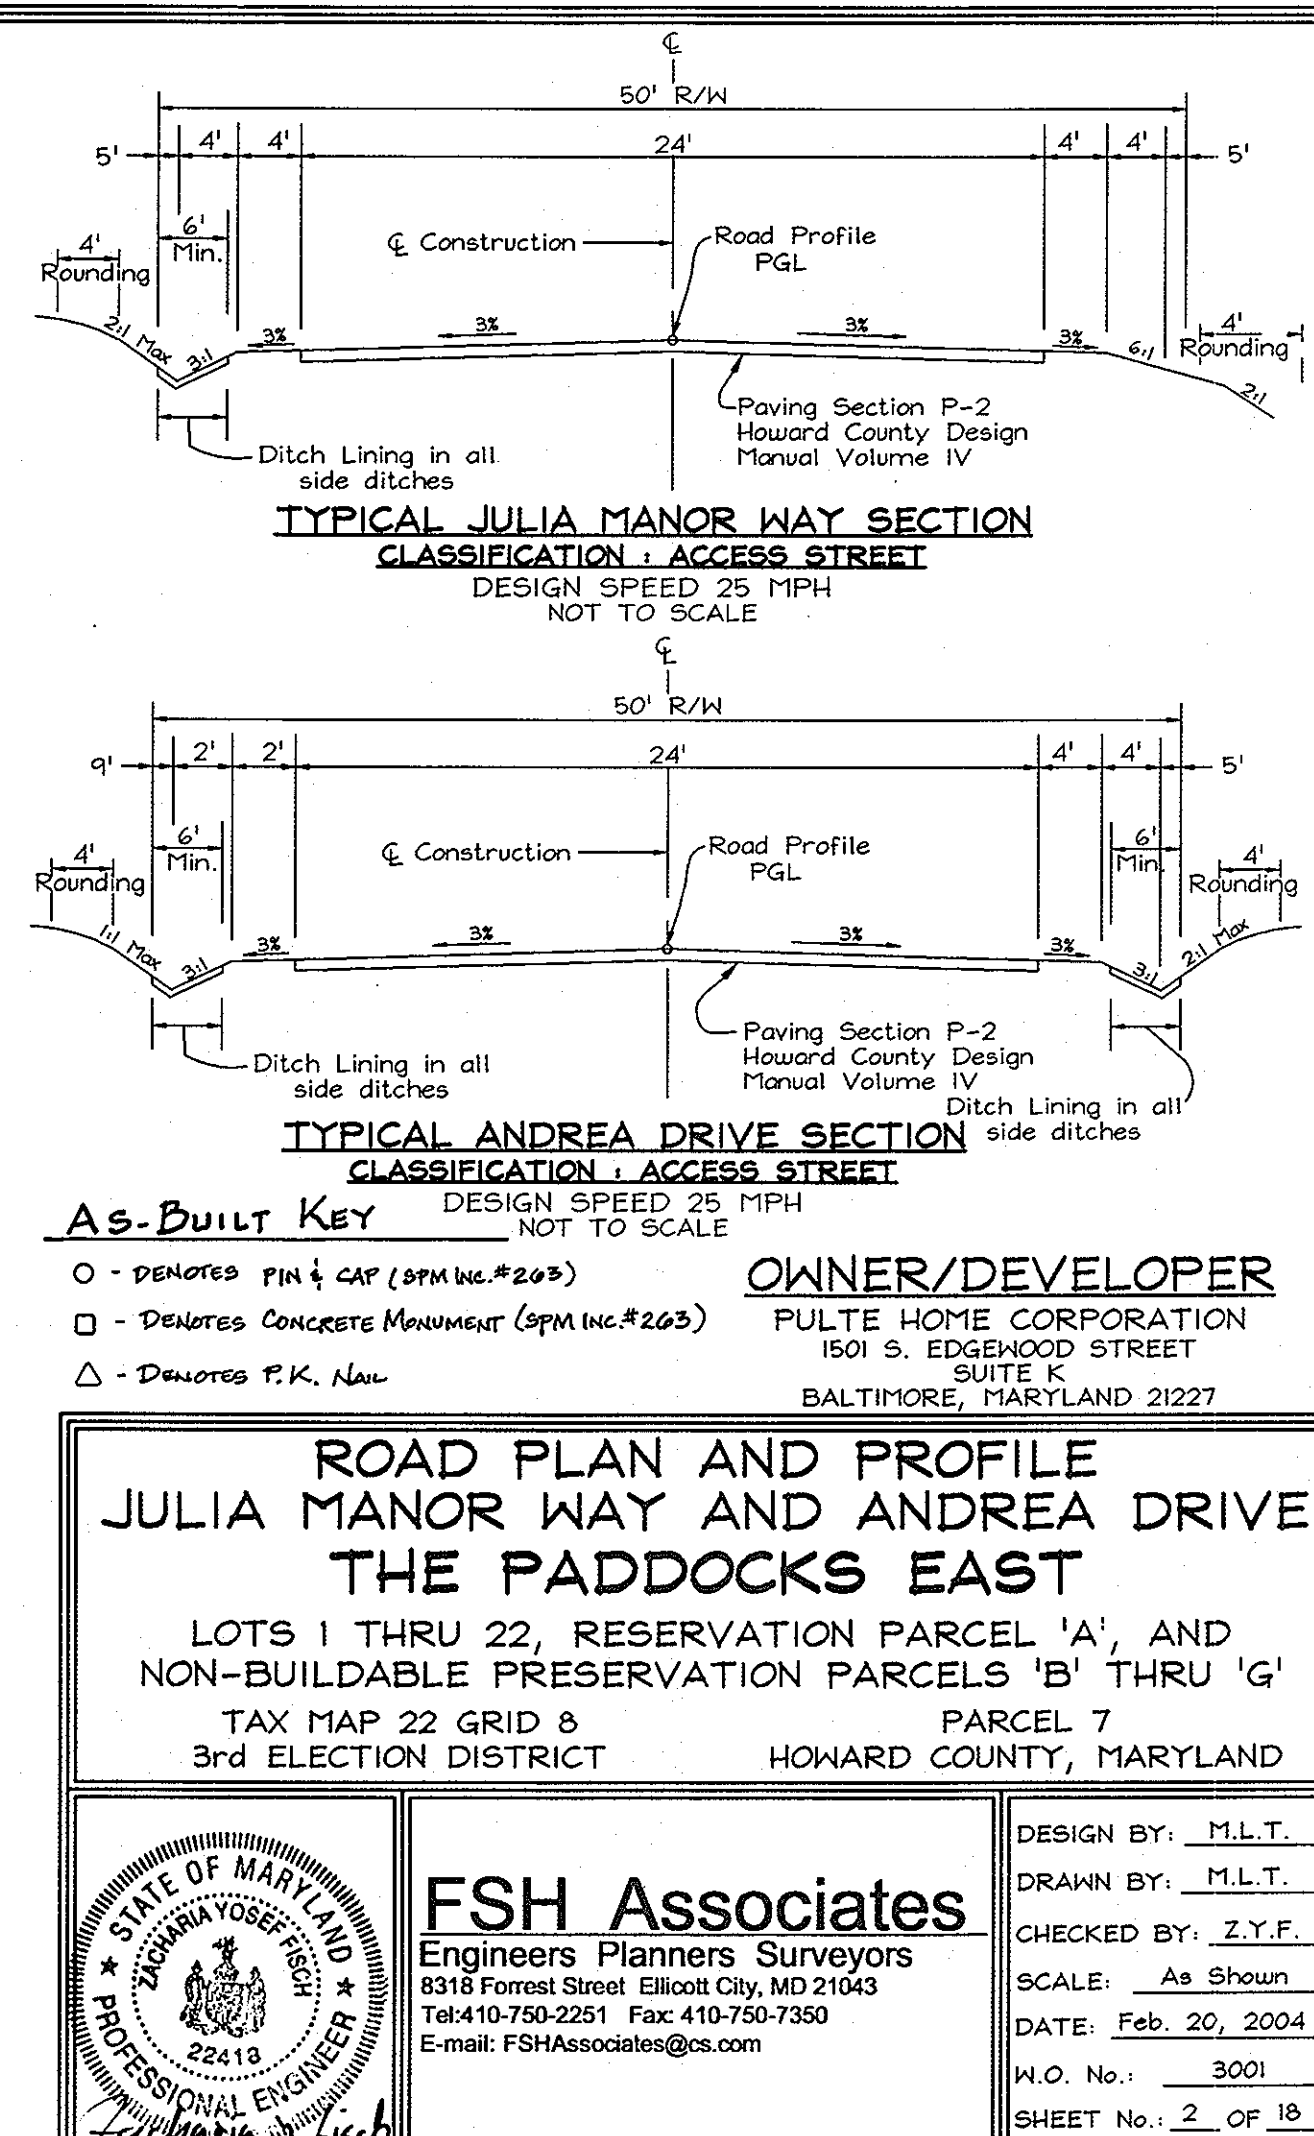 ℄
50' R/W
5' 4' 4' 24' 4' 4' 5'
6'
Min.
4'
Rounding
℄ Construction
Road Profile
PGL
2:1 Max 3:1 3% 3% 3% 3% 6:1
4'
Rounding
2:1
Paving Section P-2
Howard County Design
Manual Volume IV
Ditch Lining in all
side ditches
TYPICAL JULIA MANOR WAY SECTION
CLASSIFICATION : ACCESS STREET
DESIGN SPEED 25 MPH
NOT TO SCALE
℄
50' R/W
9' 2' 2' 24' 4' 4' 5'
6'
Min.
4'
Rounding
℄ Construction
Road Profile
PGL
6'
Min.
4'
Rounding
1:1 Max 3:1 3% 3% 3% 3% 3:1 2:1 Max
Paving Section P-2
Howard County Design
Manual Volume IV
Ditch Lining in all
side ditches
Ditch Lining in all
side ditches
TYPICAL ANDREA DRIVE SECTION
CLASSIFICATION : ACCESS STREET
DESIGN SPEED 25 MPH
NOT TO SCALE
AS-BUILT KEY
O - DENOTES PIN & CAP (SPM INC.#263)
□ - DENOTES CONCRETE MONUMENT (SPM INC.#263)
△ - DENOTES P.K. NAIL
OWNER/DEVELOPER
PULTE HOME CORPORATION
1501 S. EDGEWOOD STREET
SUITE K
BALTIMORE, MARYLAND 21227
ROAD PLAN AND PROFILE
JULIA MANOR WAY AND ANDREA DRIVE
THE PADDOCKS EAST
LOTS 1 THRU 22, RESERVATION PARCEL 'A', AND
NON-BUILDABLE PRESERVATION PARCELS 'B' THRU 'G'
TAX MAP 22 GRID 8
3rd ELECTION DISTRICT
PARCEL 7
HOWARD COUNTY, MARYLAND
STATE OF MARYLAND
ZACHARIA YOSEF FISCH
22418
PROFESSIONAL ENGINEER
FSH Associates
Engineers Planners Surveyors
8318 Forrest Street Ellicott City, MD 21043
Tel:410-750-2251 Fax: 410-750-7350
E-mail: FSHAssociates@cs.com
DESIGN BY: M.L.T.
DRAWN BY: M.L.T.
CHECKED BY: Z.Y.F.
SCALE: As Shown
DATE: Feb. 20, 2004
W.O. No.: 3001
SHEET No.: 2 OF 18